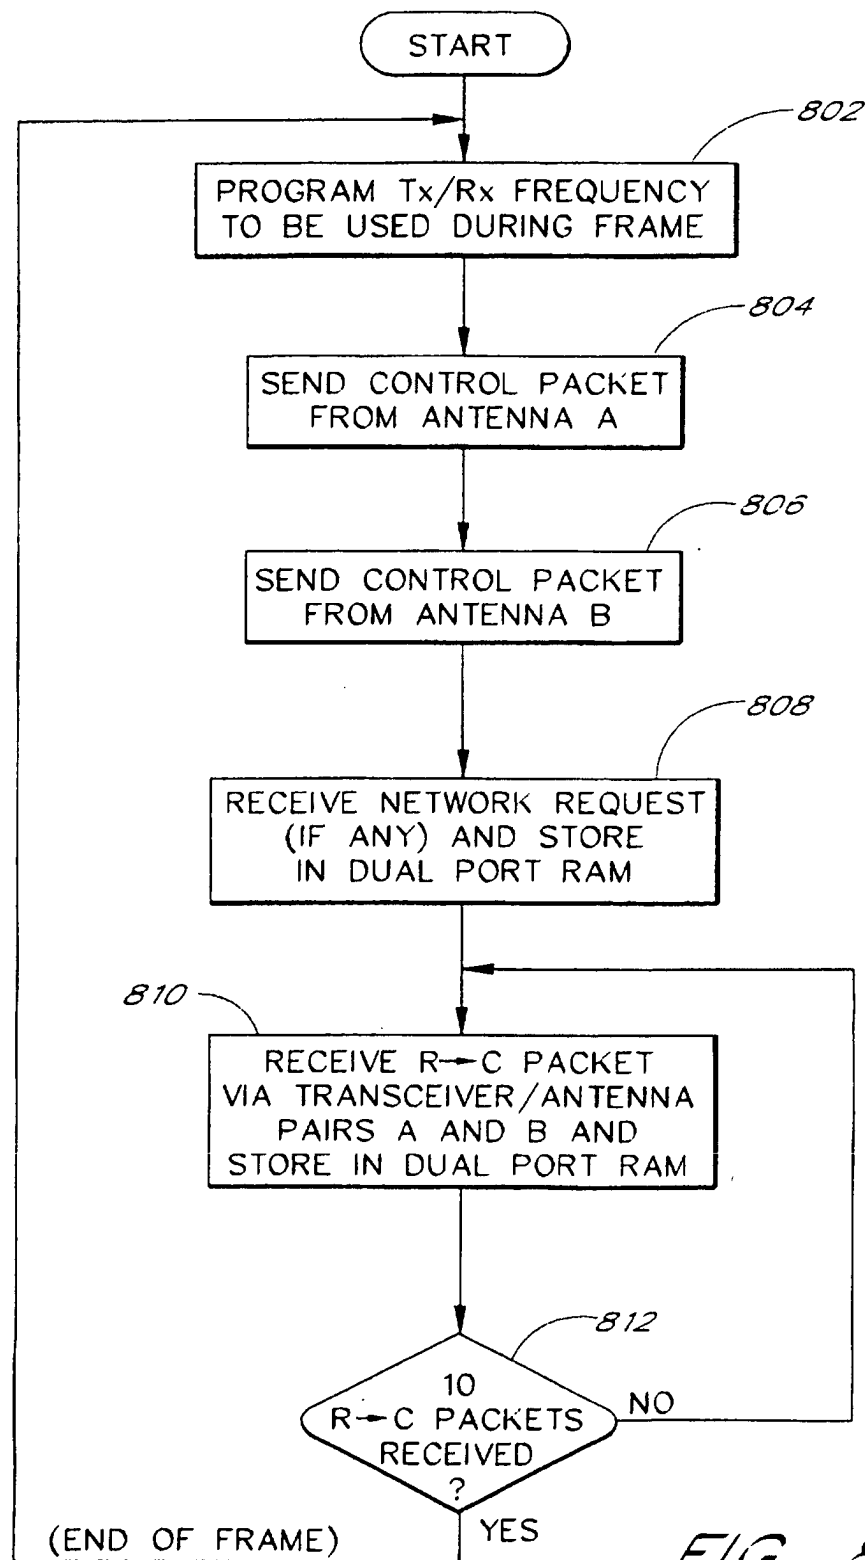 START
802
PROGRAM Tx/Rx FREQUENCY
TO BE USED DURING FRAME
804
SEND CONTROL PACKET
FROM ANTENNA A
806
SEND CONTROL PACKET
FROM ANTENNA B
808
RECEIVE NETWORK REQUEST
(IF ANY) AND STORE
IN DUAL PORT RAM
810
RECEIVE R→C PACKET
VIA TRANSCEIVER/ANTENNA
PAIRS A AND B AND
STORE IN DUAL PORT RAM
812
10
R→C PACKETS
RECEIVED
?
NO
YES
(END OF FRAME)
FIG.